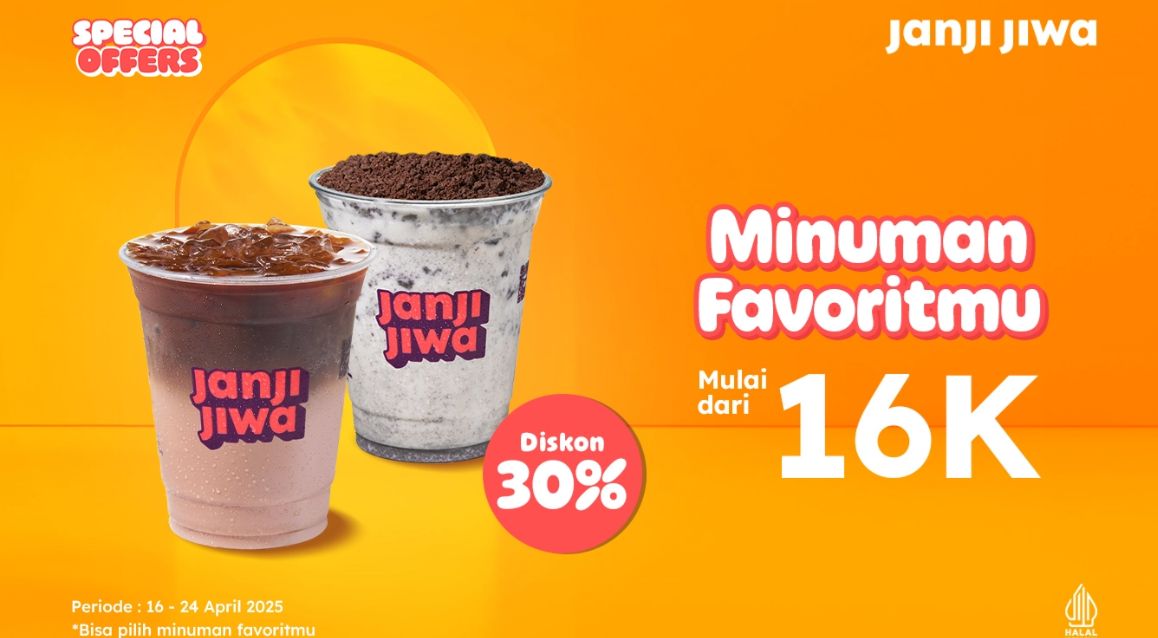 SPECIAL
OFFERS
Janji Jiwa
Janji
Jiwa
Janji
Jiwa
Minuman
Favoritmu
Mulai
dari
16K
Diskon
30%
Periode : 16 - 24 April 2025
*Bisa pilih minuman favoritmu
HALAL